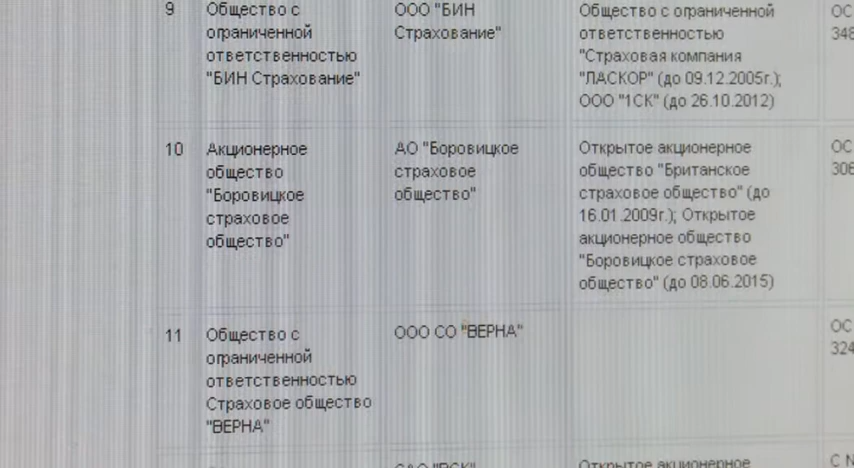 9 Общество с ограниченной ответственностью "БИН Страхование"
ООО "БИН Страхование"
Общество с ограниченной ответственностью "Страховая компания "ЛАСКОР" (до 09.12.2005г.); ООО "1СК" (до 26.10.2012)
ОС
348
10
Акционерное
общество
"Боровицкое
страховое
общество"
АО "Боровицкое
страховое
общество"
Открытое акционерное
общество "Британское
страховое общество" (до
16.01.2009г.); Открытое
акционерное общество
"Боровицкое страховое
общество" (до 08.06.2015)
ОС
306
11
Общество с
ограниченной
ответственностью
Страховое общество
"ВЕРНА"
ООО СО "ВЕРНА"
ОС
324
Открытое акционерное